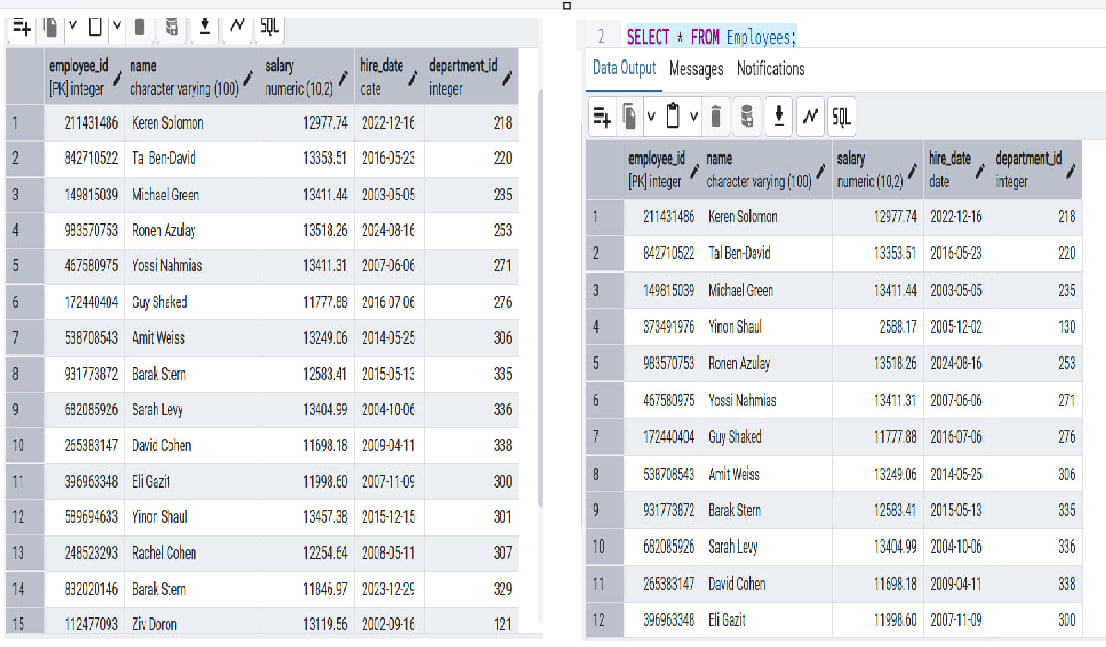 SQL
employee_id name salary hire_date department_id
[PK] integer character varying (100) numeric (10,2) date integer
1 211431486 Keren Solomon 12977.74 2022-12-16 218
2 842710522 Tal Ben-David 13353.51 2016-05-23 220
3 149815039 Michael Green 13411.44 2003-05-05 235
4 983570753 Ronen Azulay 13518.26 2024-08-16 253
5 467580975 Yossi Nahmias 13411.31 2007-06-06 271
6 172440404 Guy Shaked 11777.88 2016-07-06 276
7 538708543 Amit Weiss 13249.06 2014-05-25 306
8 931773872 Barak Stern 12583.41 2015-05-13 335
9 682085926 Sarah Levy 13404.99 2004-10-06 336
10 265383147 David Cohen 11698.18 2009-04-11 338
11 396963348 Eli Gazit 11998.60 2007-11-09 300
12 589694633 Yinon Shaul 13457.38 2015-12-15 301
13 248523293 Rachel Cohen 12254.64 2008-05-11 307
14 832020146 Barak Stern 11846.97 2023-12-29 329
15 112477093 Ziv Doron 13119.56 2002-09-16 121
2 SELECT * FROM Employees;
Data Output Messages Notifications
SQL
employee_id name salary hire_date department_id
[PK] integer character varying (100) numeric (10,2) date integer
1 211431486 Keren Solomon 12977.74 2022-12-16 218
2 842710522 Tal Ben-David 13353.51 2016-05-23 220
3 149815039 Michael Green 13411.44 2003-05-05 235
4 373491976 Yinon Shaul 2588.17 2005-12-02 130
5 983570753 Ronen Azulay 13518.26 2024-08-16 253
6 467580975 Yossi Nahmias 13411.31 2007-06-06 271
7 172440404 Guy Shaked 11777.88 2016-07-06 276
8 538708543 Amit Weiss 13249.06 2014-05-25 306
9 931773872 Barak Stern 12583.41 2015-05-13 335
10 682085926 Sarah Levy 13404.99 2004-10-06 336
11 265383147 David Cohen 11698.18 2009-04-11 338
12 396963348 Eli Gazit 11998.60 2007-11-09 300